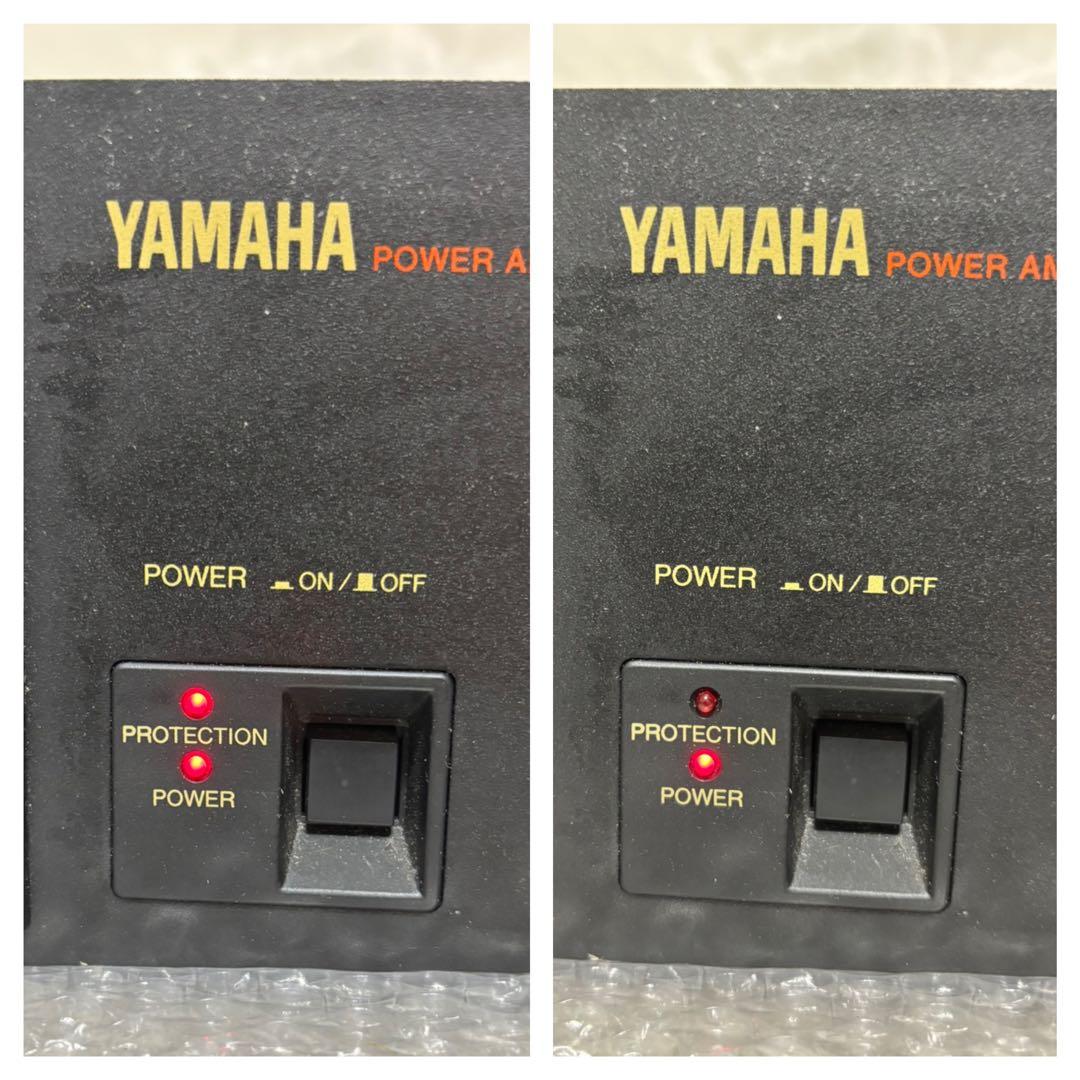 YAMAHA POWER A
POWER ON / OFF
PROTECTION
POWER
YAMAHA POWER AM
POWER ON / OFF
PROTECTION
POWER